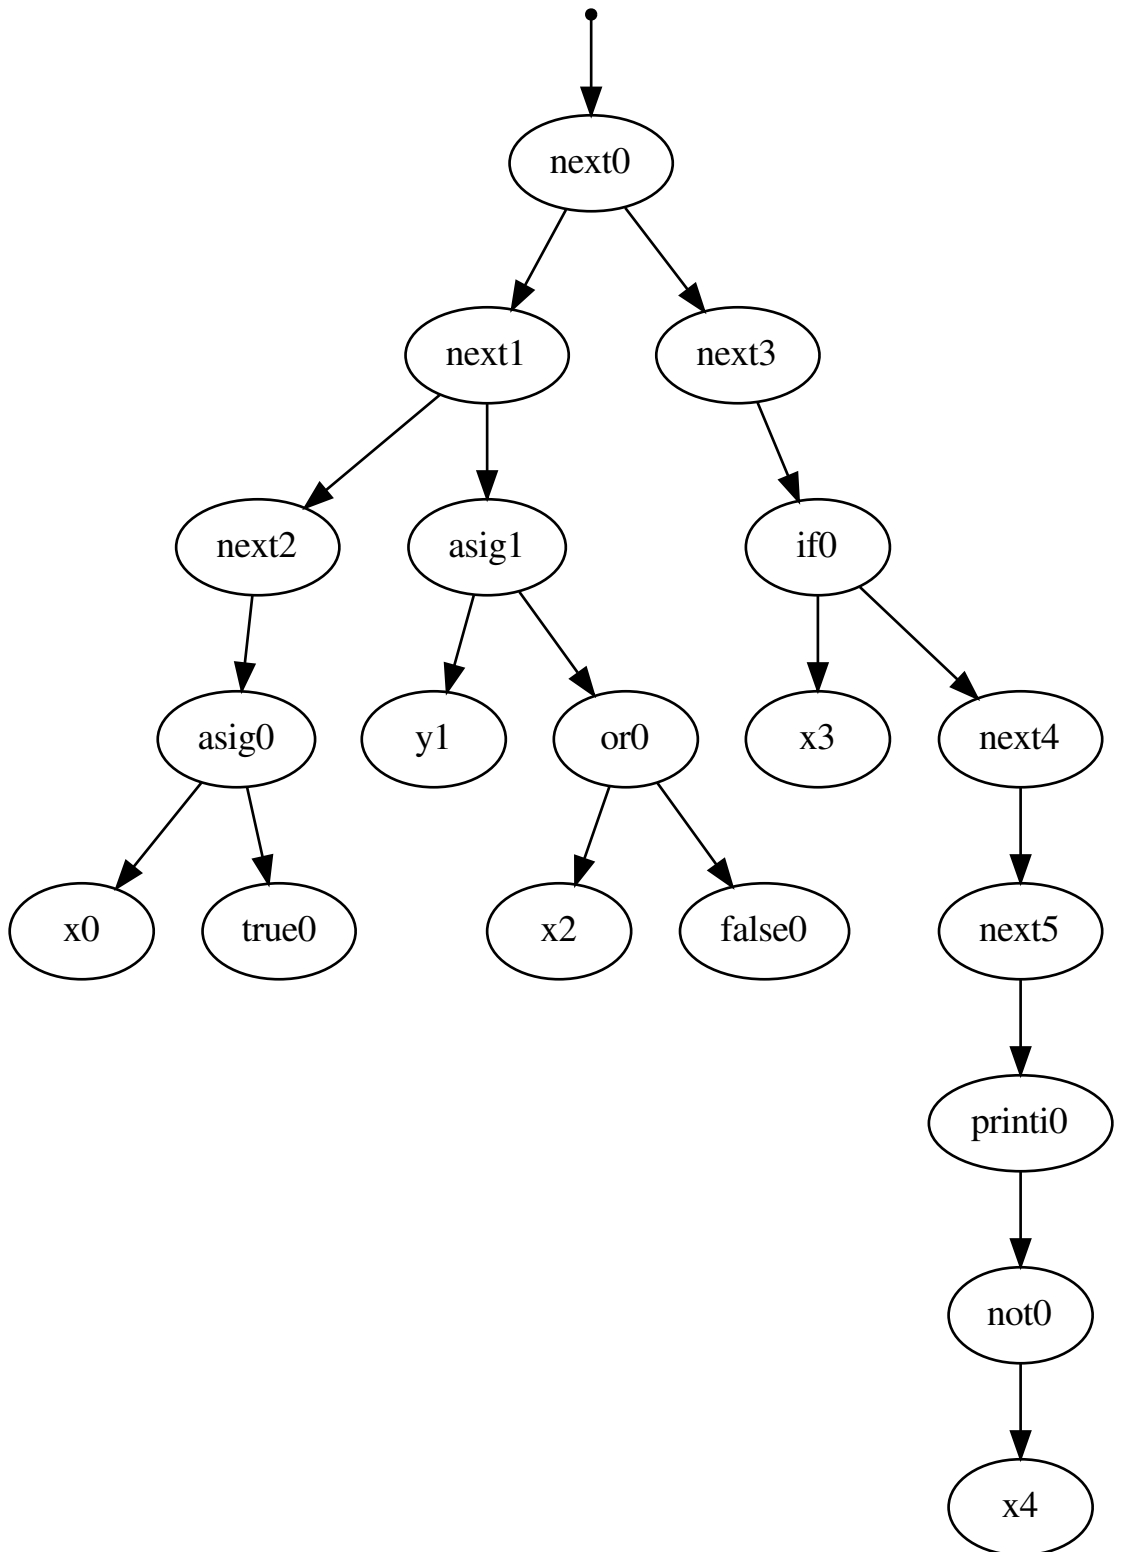 next0
next1
next3
next2
asig1
if0
asig0
y1
or0
x3
next4
x0
true0
x2
false0
next5
printi0
not0
x4